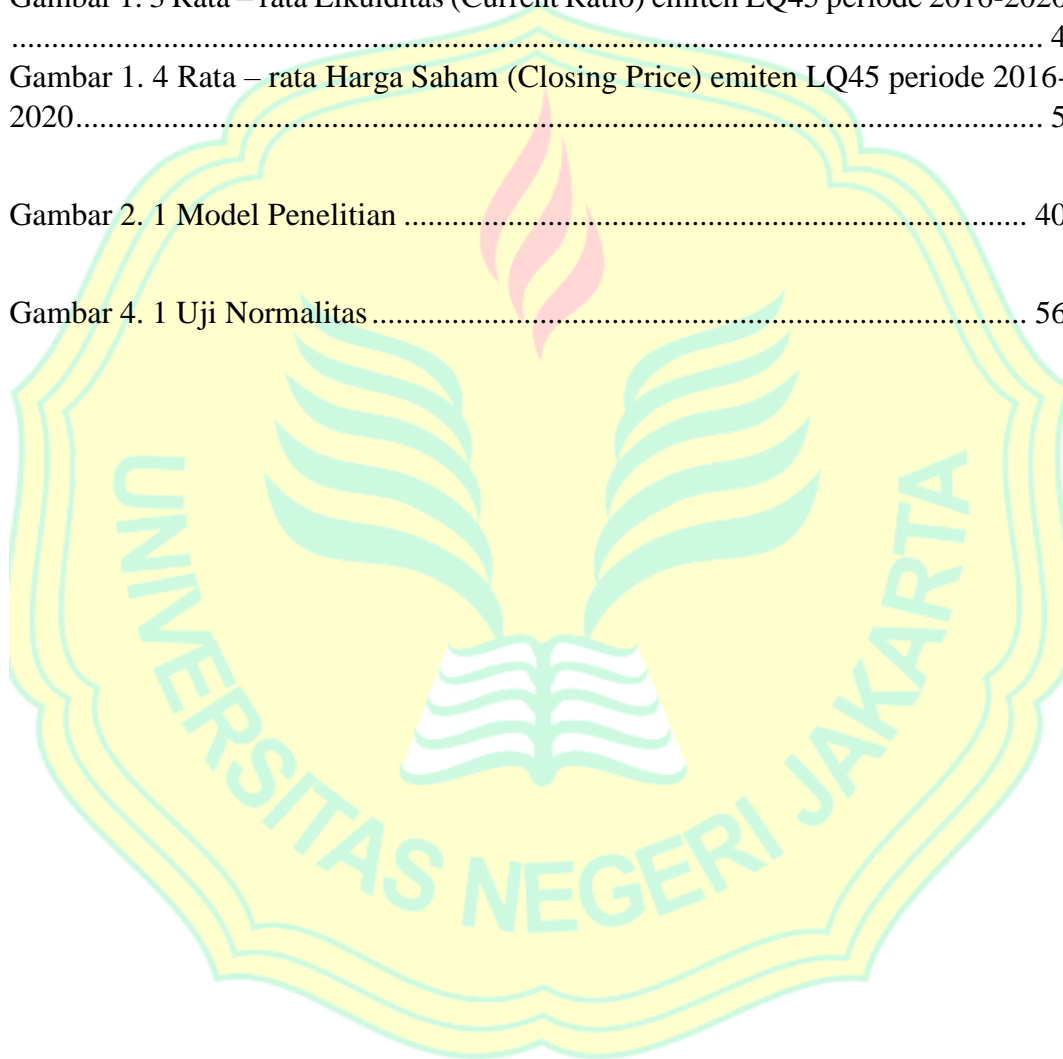 Gambar 1. 3 Rata – rata Likuiditas (Current Ratio) emiten LQ45 periode 2016-2020
.................................................................................................................................. 4
Gambar 1. 4 Rata – rata Harga Saham (Closing Price) emiten LQ45 periode 2016-
2020.......................................................................................................................... 5
Gambar 2. 1 Model Penelitian .............................................................................. 40
Gambar 4. 1 Uji Normalitas .................................................................................. 56
UNIVERSITAS NEGERI JAKARTA